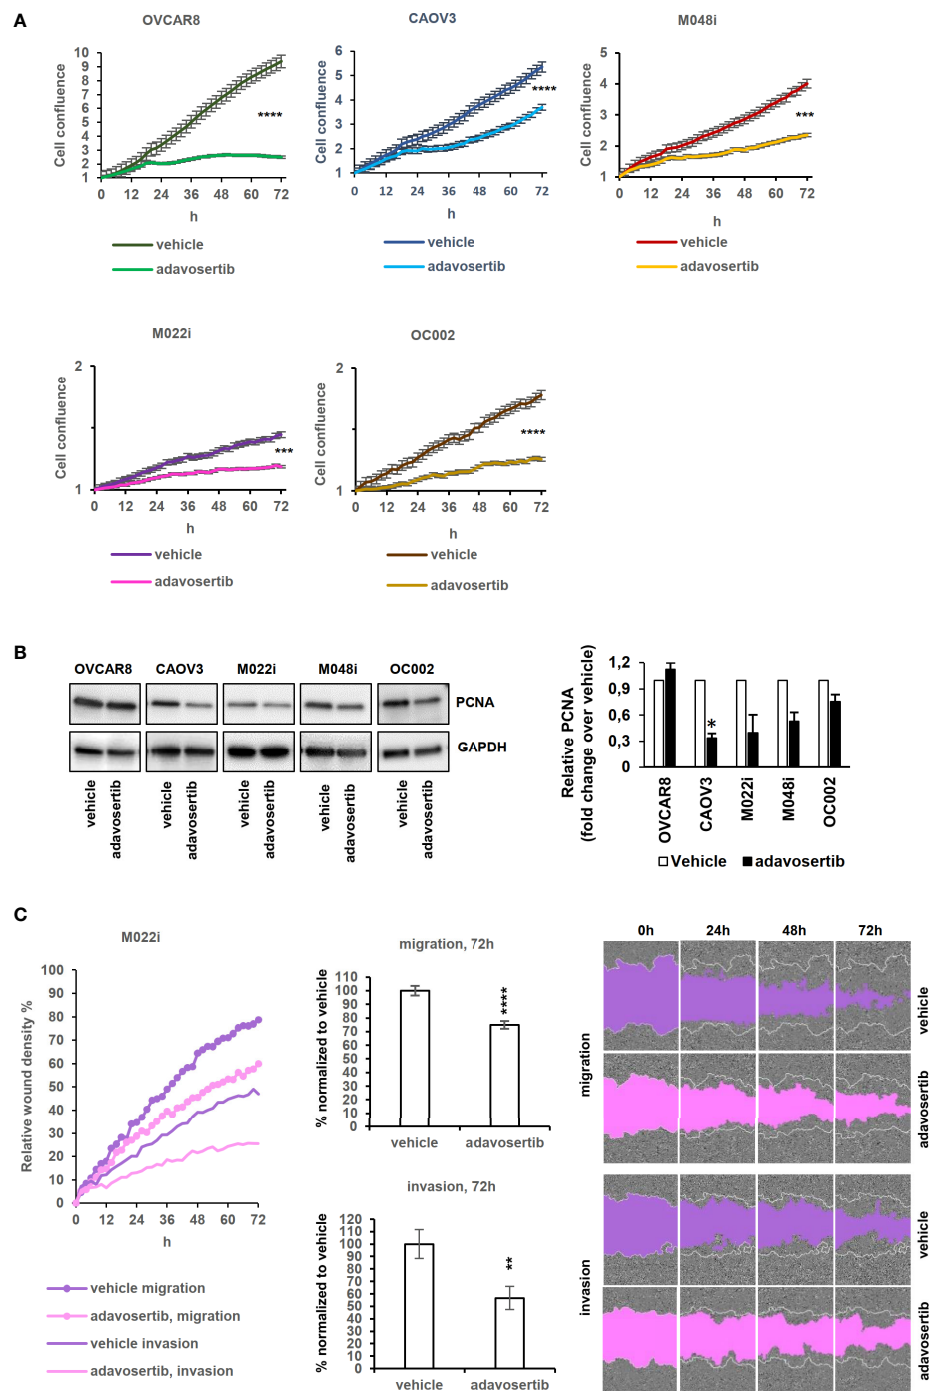 A
OVCAR8
CAOV3
M048i
Cell confluence
10
9
8
7
6
5
4
3
2
1
0 12 24 36 48 60 72
h
vehicle
adavosertib
****
Cell confluence
6
5
4
3
2
1
0 12 24 36 48 60 72
h
vehicle
adavosertib
****
Cell confluence
5
4
3
2
1
0 12 24 36 48 60 72
h
vehicle
adavosertib
***
M022i
OC002
Cell confluence
2
1
0 12 24 36 48 60 72
h
vehicle
adavosertib
***
Cell confluence
2
1
0 12 24 36 48 60 72
h
vehicle
adavosertib
****
B
OVCAR8 CAOV3 M022i M048i OC002
PCNA
GAPDH
vehicle adavosertib vehicle adavosertib vehicle adavosertib vehicle adavosertib vehicle adavosertib
Relative PCNA
(fold change over vehicle)
1,2
0,9
0,6
0,3
0
*
OVCAR8 CAOV3 M022i M048i OC002
Vehicle adavosertib
C
M022i
Relative wound density %
100
90
80
70
60
50
40
30
20
10
0
0 12 24 36 48 60 72
h
vehicle migration
adavosertib, migration
vehicle invasion
adavosertib, invasion
migration, 72h
% normalized to vehicle
110
100
90
80
70
60
50
40
30
20
10
0
****
vehicle adavosertib
invasion, 72h
% normalized to vehicle
120
110
100
90
80
70
60
50
40
30
20
10
0
**
vehicle adavosertib
0h 24h 48h 72h
migration
vehicle
adavosertib
invasion
vehicle
adavosertib